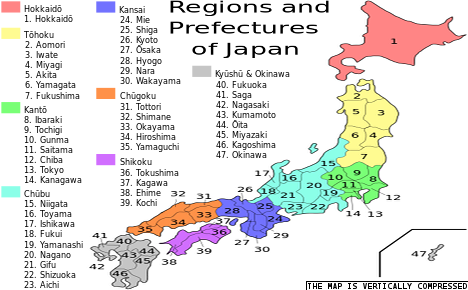 Regions and
Prefectures
of Japan
Hokkaidō
1. Hokkaidō
Tōhoku
2. Aomori
3. Iwate
4. Miyagi
5. Akita
6. Yamagata
7. Fukushima
Kantō
8. Ibaraki
9. Tochigi
10. Gunma
11. Saitama
12. Chiba
13. Tokyo
14. Kanagawa
Chūbu
15. Niigata
16. Toyama
17. Ishikawa
18. Fukui
19. Yamanashi
20. Nagano
21. Gifu
22. Shizuoka
23. Aichi
Kansai
24. Mie
25. Shiga
26. Kyoto
27. Ōsaka
28. Hyogo
29. Nara
30. Wakayama
Chūgoku
31. Tottori
32. Shimane
33. Okayama
34. Hiroshima
35. Yamaguchi
Shikoku
36. Tokushima
37. Kagawa
38. Ehime
39. Kochi
Kyūshū & Okinawa
40. Fukuoka
41. Saga
42. Nagasaki
43. Kumamoto
44. Ōita
45. Miyazaki
46. Kagoshima
47. Okinawa
1
2
5
3
6
4
7
15
9
10
8
11
12
13
14
17
16
20
19
18
21
23
22
26
25
24
28
27
30
29
32
31
33
34
35
37
36
38
39
41
40
42
43
44
45
46
47
THE MAP IS VERTICALLY COMPRESSED